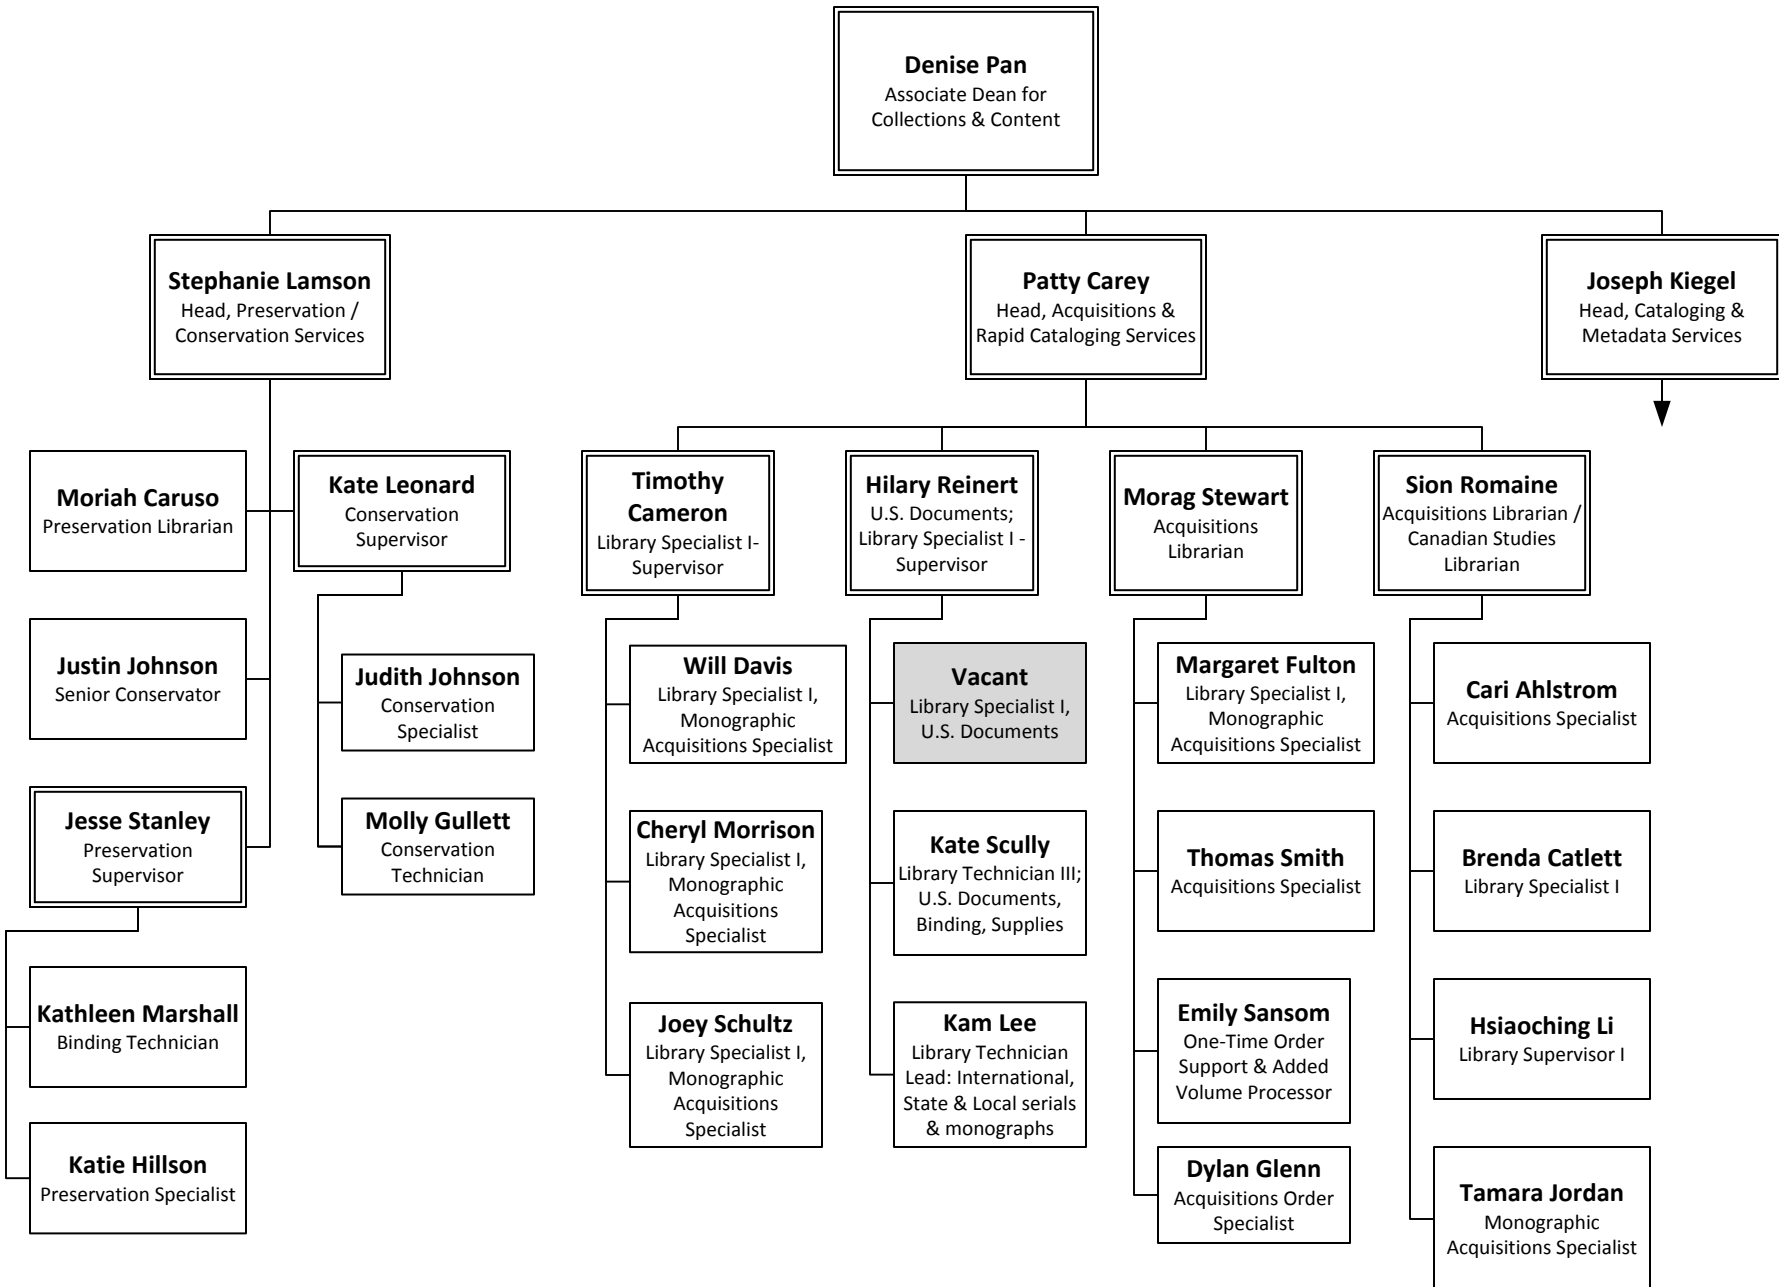 Denise Pan
Associate Dean for
Collections & Content
Stephanie Lamson
Head, Preservation /
Conservation Services
Patty Carey
Head, Acquisitions &
Rapid Cataloging Services
Joseph Kiegel
Head, Cataloging &
Metadata Services
Moriah Caruso
Preservation Librarian
Kate Leonard
Conservation
Supervisor
Timothy
Cameron
Library Specialist I-
Supervisor
Hilary Reinert
U.S. Documents;
Library Specialist I -
Supervisor
Morag Stewart
Acquisitions
Librarian
Sion Romaine
Acquisitions Librarian /
Canadian Studies
Librarian
Justin Johnson
Senior Conservator
Judith Johnson
Conservation
Specialist
Will Davis
Library Specialist I,
Monographic
Acquisitions Specialist
Vacant
Library Specialist I,
U.S. Documents
Margaret Fulton
Library Specialist I,
Monographic
Acquisitions Specialist
Cari Ahlstrom
Acquisitions Specialist
Jesse Stanley
Preservation
Supervisor
Molly Gullett
Conservation
Technician
Cheryl Morrison
Library Specialist I,
Monographic
Acquisitions
Specialist
Kate Scully
Library Technician III;
U.S. Documents,
Binding, Supplies
Thomas Smith
Acquisitions Specialist
Brenda Catlett
Library Specialist I
Kathleen Marshall
Binding Technician
Joey Schultz
Library Specialist I,
Monographic
Acquisitions
Specialist
Kam Lee
Library Technician
Lead: International,
State & Local serials
& monographs
Emily Sansom
One-Time Order
Support & Added
Volume Processor
Hsiaoching Li
Library Supervisor I
Katie Hillson
Preservation Specialist
Dylan Glenn
Acquisitions Order
Specialist
Tamara Jordan
Monographic
Acquisitions Specialist